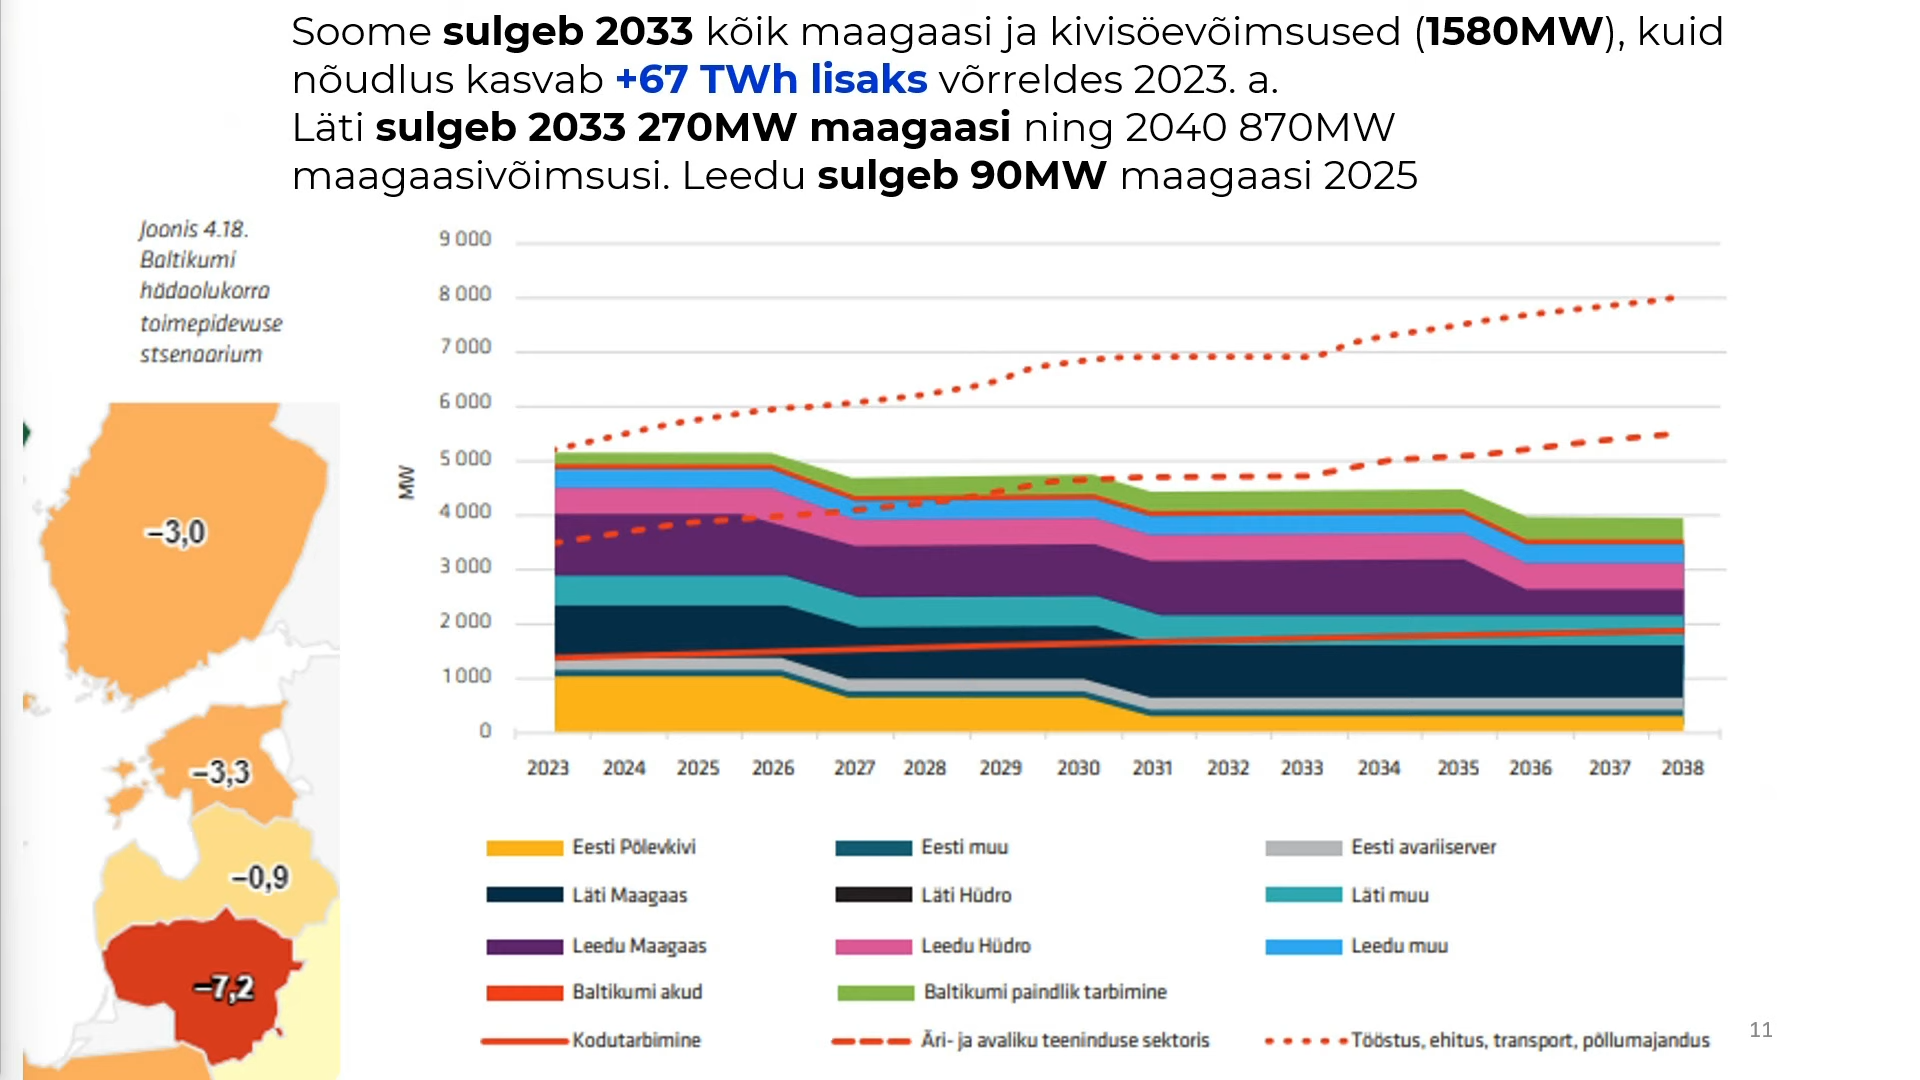 Soome sulgeb 2033 kõik maagaasi ja kivisöevõimsused (1580MW), kuid
nõudlus kasvab +67 TWh lisaks võrreldes 2023. a.
Läti sulgeb 2033 270MW maagaasi ning 2040 870MW
maagaasivõimsusi. Leedu sulgeb 90MW maagaasi 2025
Joonis 4.18.
Baltikumi
hädaolukorra
toimepidevuse
stsenaarium
–3,0
–3,3
–0,9
–7,2
MW
9 000
8 000
7 000
6 000
5 000
4 000
3 000
2 000
1 000
0
2023 2024 2025 2026 2027 2028 2029 2030 2031 2032 2033 2034 2035 2036 2037 2038
Eesti Põlevkivi Eesti muu Eesti avariiserver
Läti Maagaas Läti Hüdro Läti muu
Leedu Maagaas Leedu Hüdro Leedu muu
Baltikumi akud Baltikumi paindlik tarbimine
Kodutarbimine Äri- ja avaliku teeninduse sektoris Tööstus, ehitus, transport, põllumajandus
11